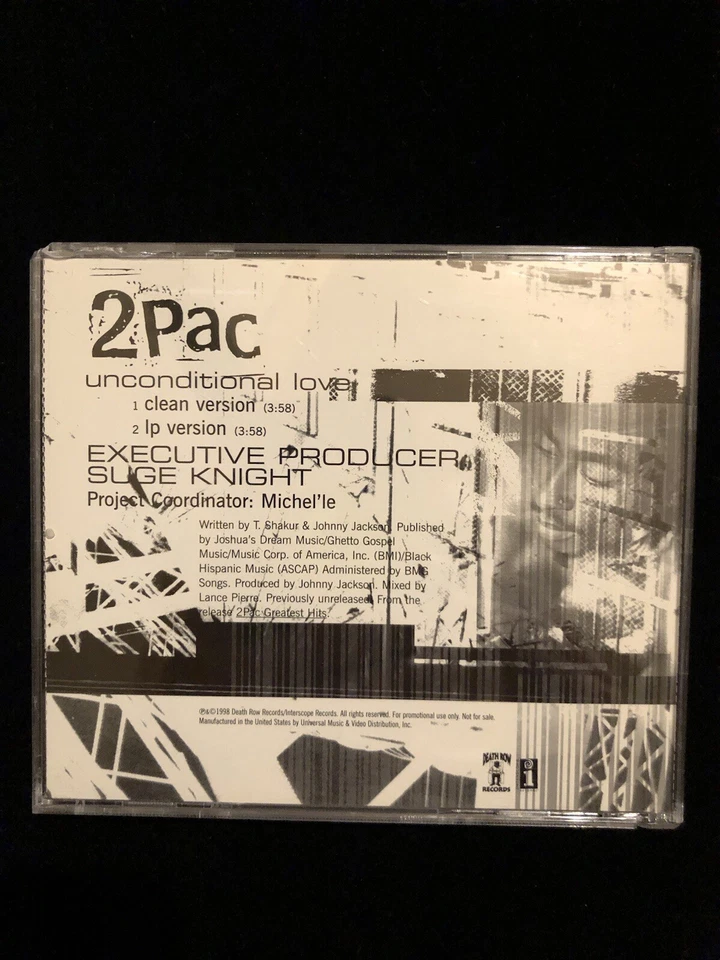 2Pac
unconditional love
1 clean version (3:58)
2 lp version (3:58)
EXECUTIVE PRODUCER
SUGE KNIGHT
Project Coordinator: Michel'le
Written by T. Shakur & Johnny Jackson. Published
by Joshua's Dream Music/Ghetto Gospel
Music/Music Corp. of America, Inc. (BMI)/Black
Hispanic Music (ASCAP) Administered by BMG
Songs. Produced by Johnny Jackson. Mixed by
Lance Pierre. Previously unreleased. From the
release 2Pac Greatest Hits.
℗&©1998 Death Row Records/Interscope Records. All rights reserved. For promotional use only. Not for sale.
Manufactured in the United States by Universal Music & Video Distribution, Inc.
DEATH ROW
RECORDS
i